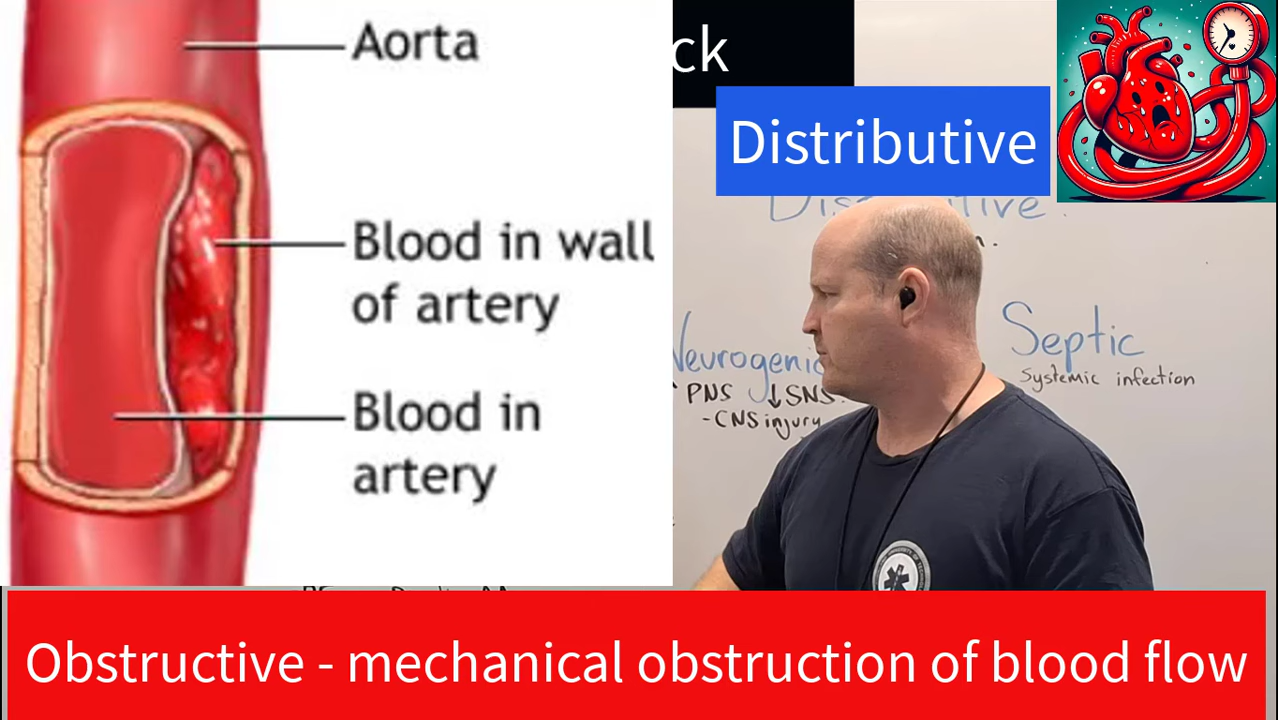 Aorta
ck
Distributive
Blood in wall
of artery
Neurogenic
PNS ↓SNS
-CNS injury
Septic
Systemic infection
Blood in
artery
Obstructive - mechanical obstruction of blood flow